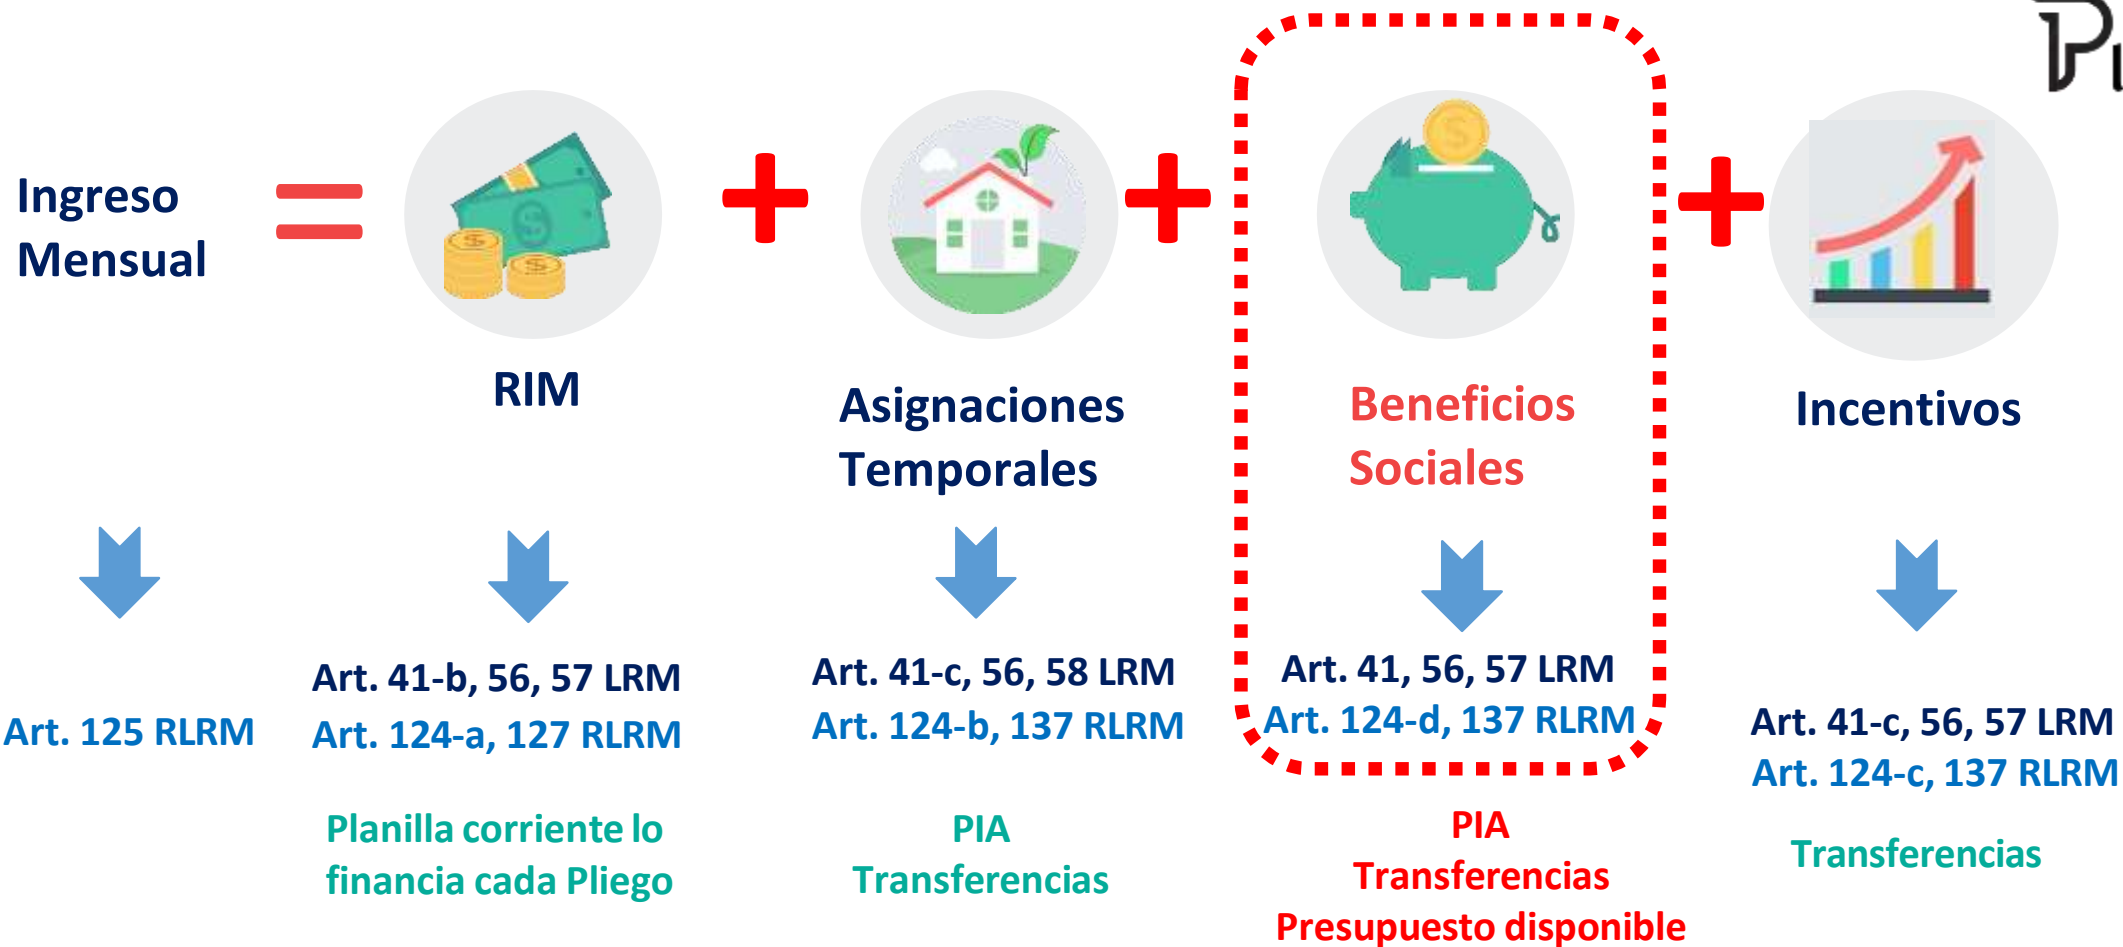 Ingreso
Mensual
=
RIM
+
Asignaciones
Temporales
+
Beneficios
Sociales
+
Incentivos
Art. 125 RLRM
Art. 41-b, 56, 57 LRM
Art. 124-a, 127 RLRM
Planilla corriente lo
financia cada Pliego
Art. 41-c, 56, 58 LRM
Art. 124-b, 137 RLRM
PIA
Transferencias
Art. 41, 56, 57 LRM
Art. 124-d, 137 RLRM
PIA
Transferencias
Presupuesto disponible
Art. 41-c, 56, 57 LRM
Art. 124-c, 137 RLRM
Transferencias